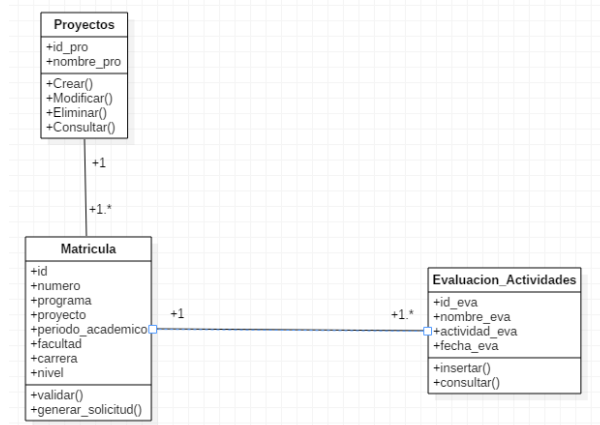 Proyectos
+id_pro
+nombre_pro
+Crear()
+Modificar()
+Eliminar()
+Consultar()
+1
+1.*
Matricula
+id
+numero
+programa
+proyecto
+periodo_academico
+facultad
+carrera
+nivel
+validar()
+generar_solicitud()
+1
+1.*
Evaluacion_Actividades
+id_eva
+nombre_eva
+actividad_eva
+fecha_eva
+insertar()
+consultar()